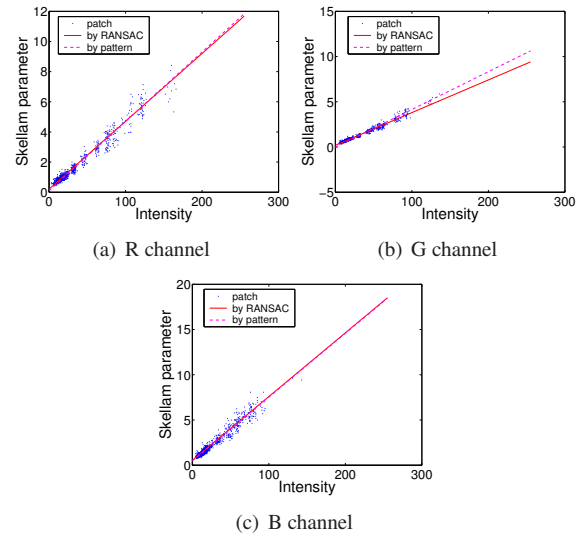 12
10
8
6
4
2
0
Skellam parameter
patch
by RANSAC
by pattern
0 100 200 300
Intensity
(a) R channel
20
15
10
5
0
−5
Skellam parameter
patch
by RANSAC
by pattern
0 100 200 300
Intensity
(b) G channel
20
15
10
5
0
Skellam parameter
patch
by RANSAC
by pattern
0 100 200 300
Intensity
(c) B channel